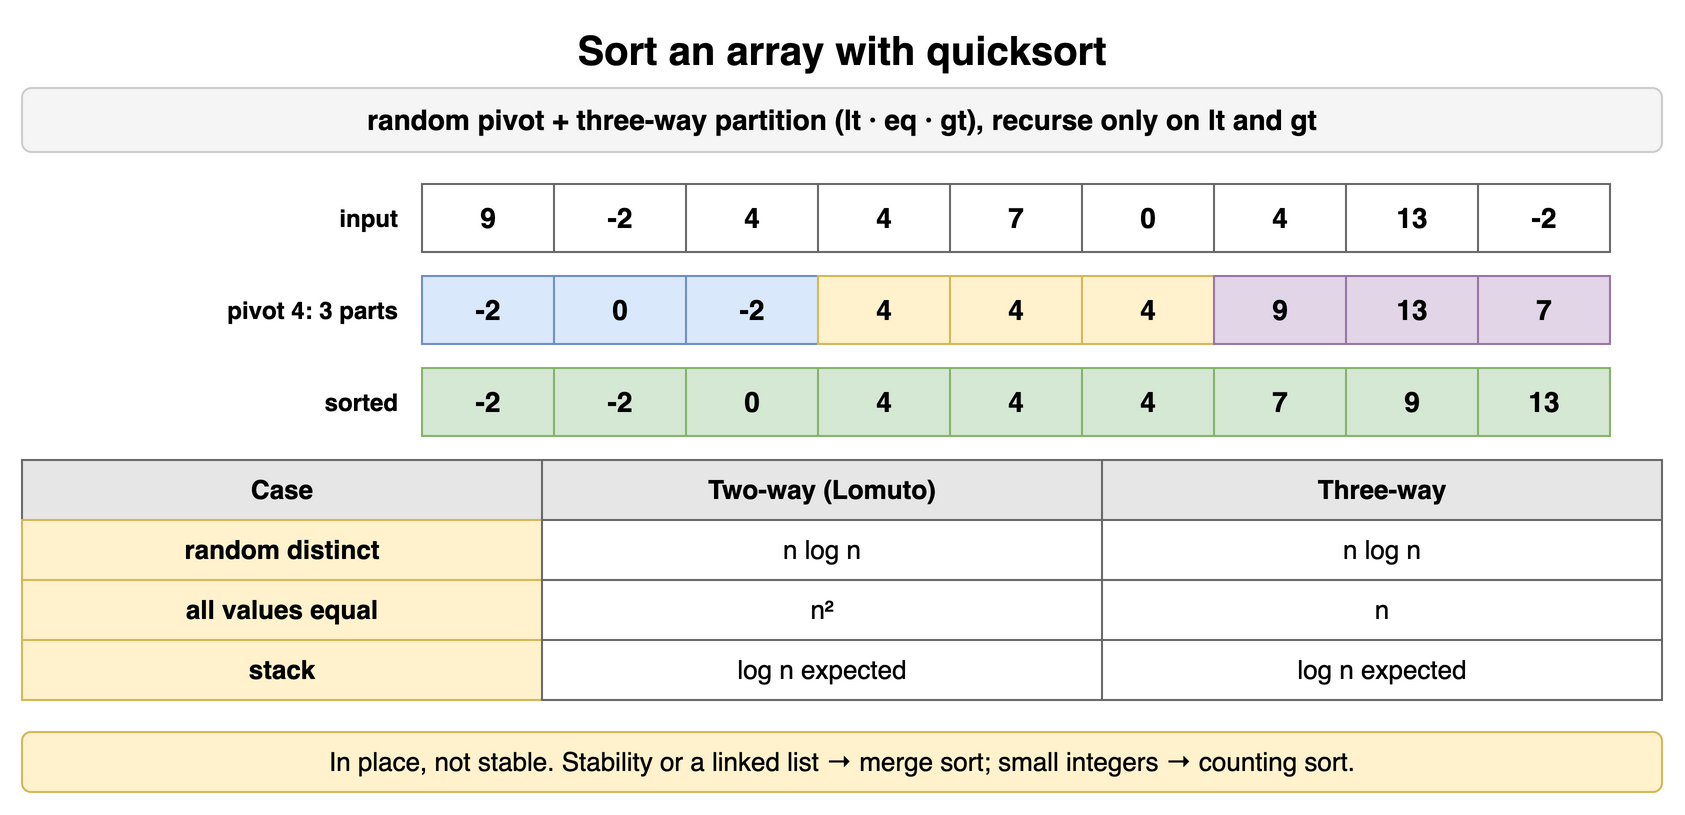 Sort an array with quicksort
random pivot + three-way partition (lt · eq · gt), recurse only on lt and gt
input 9 -2 4 4 7 0 4 13 -2
pivot 4: 3 parts -2 0 -2 4 4 4 9 13 7
sorted -2 -2 0 4 4 4 7 9 13
Case Two-way (Lomuto) Three-way
random distinct n log n n log n
all values equal n² n
stack log n expected log n expected
In place, not stable. Stability or a linked list → merge sort; small integers → counting sort.